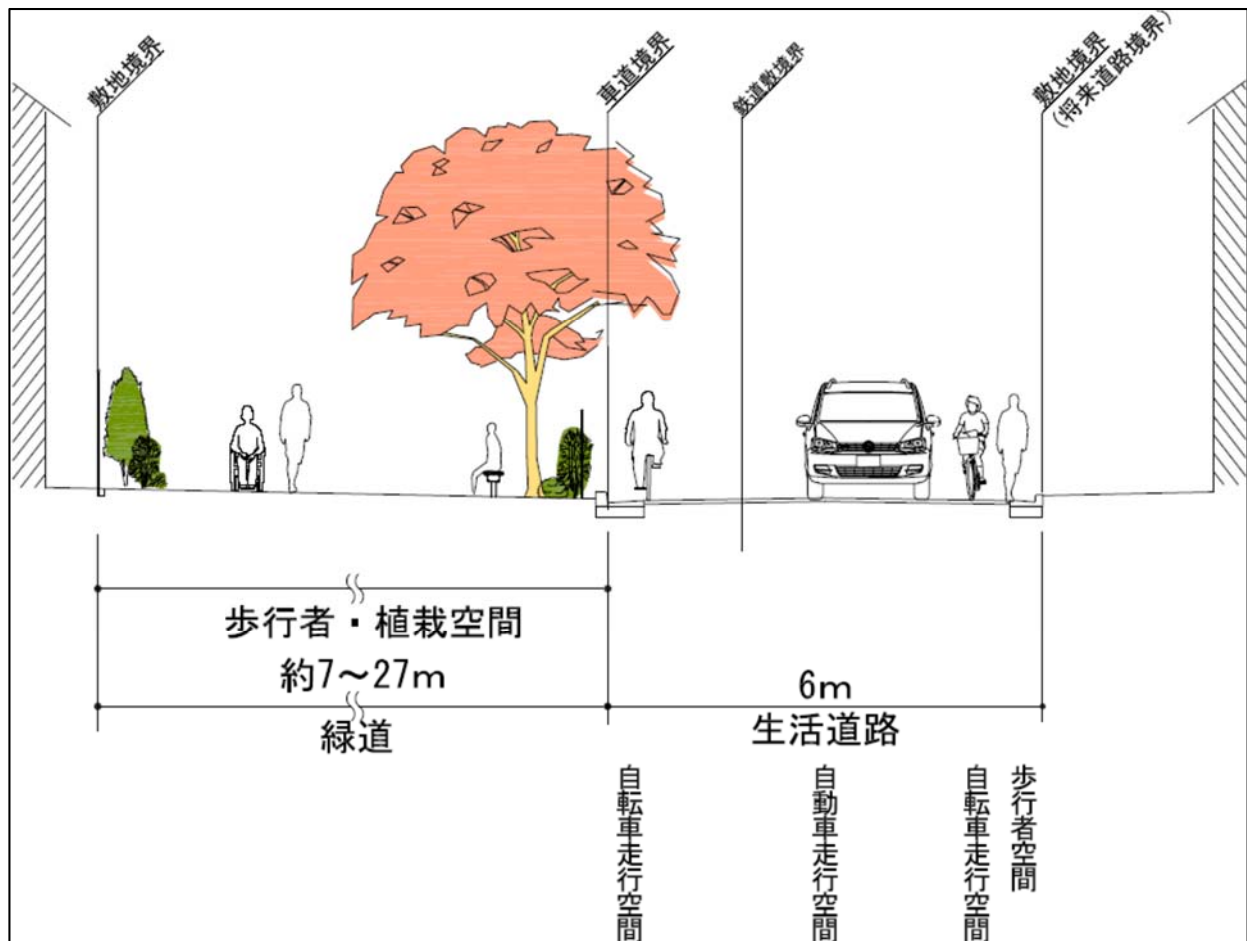 敷地境界
車道境界
鉄道敷境界
敷地境界
(将来道路境界)
歩行者・植栽空間
約7～27m
緑道
6m
生活道路
自転車走行空間
自動車走行空間
自転車走行空間
歩行者空間